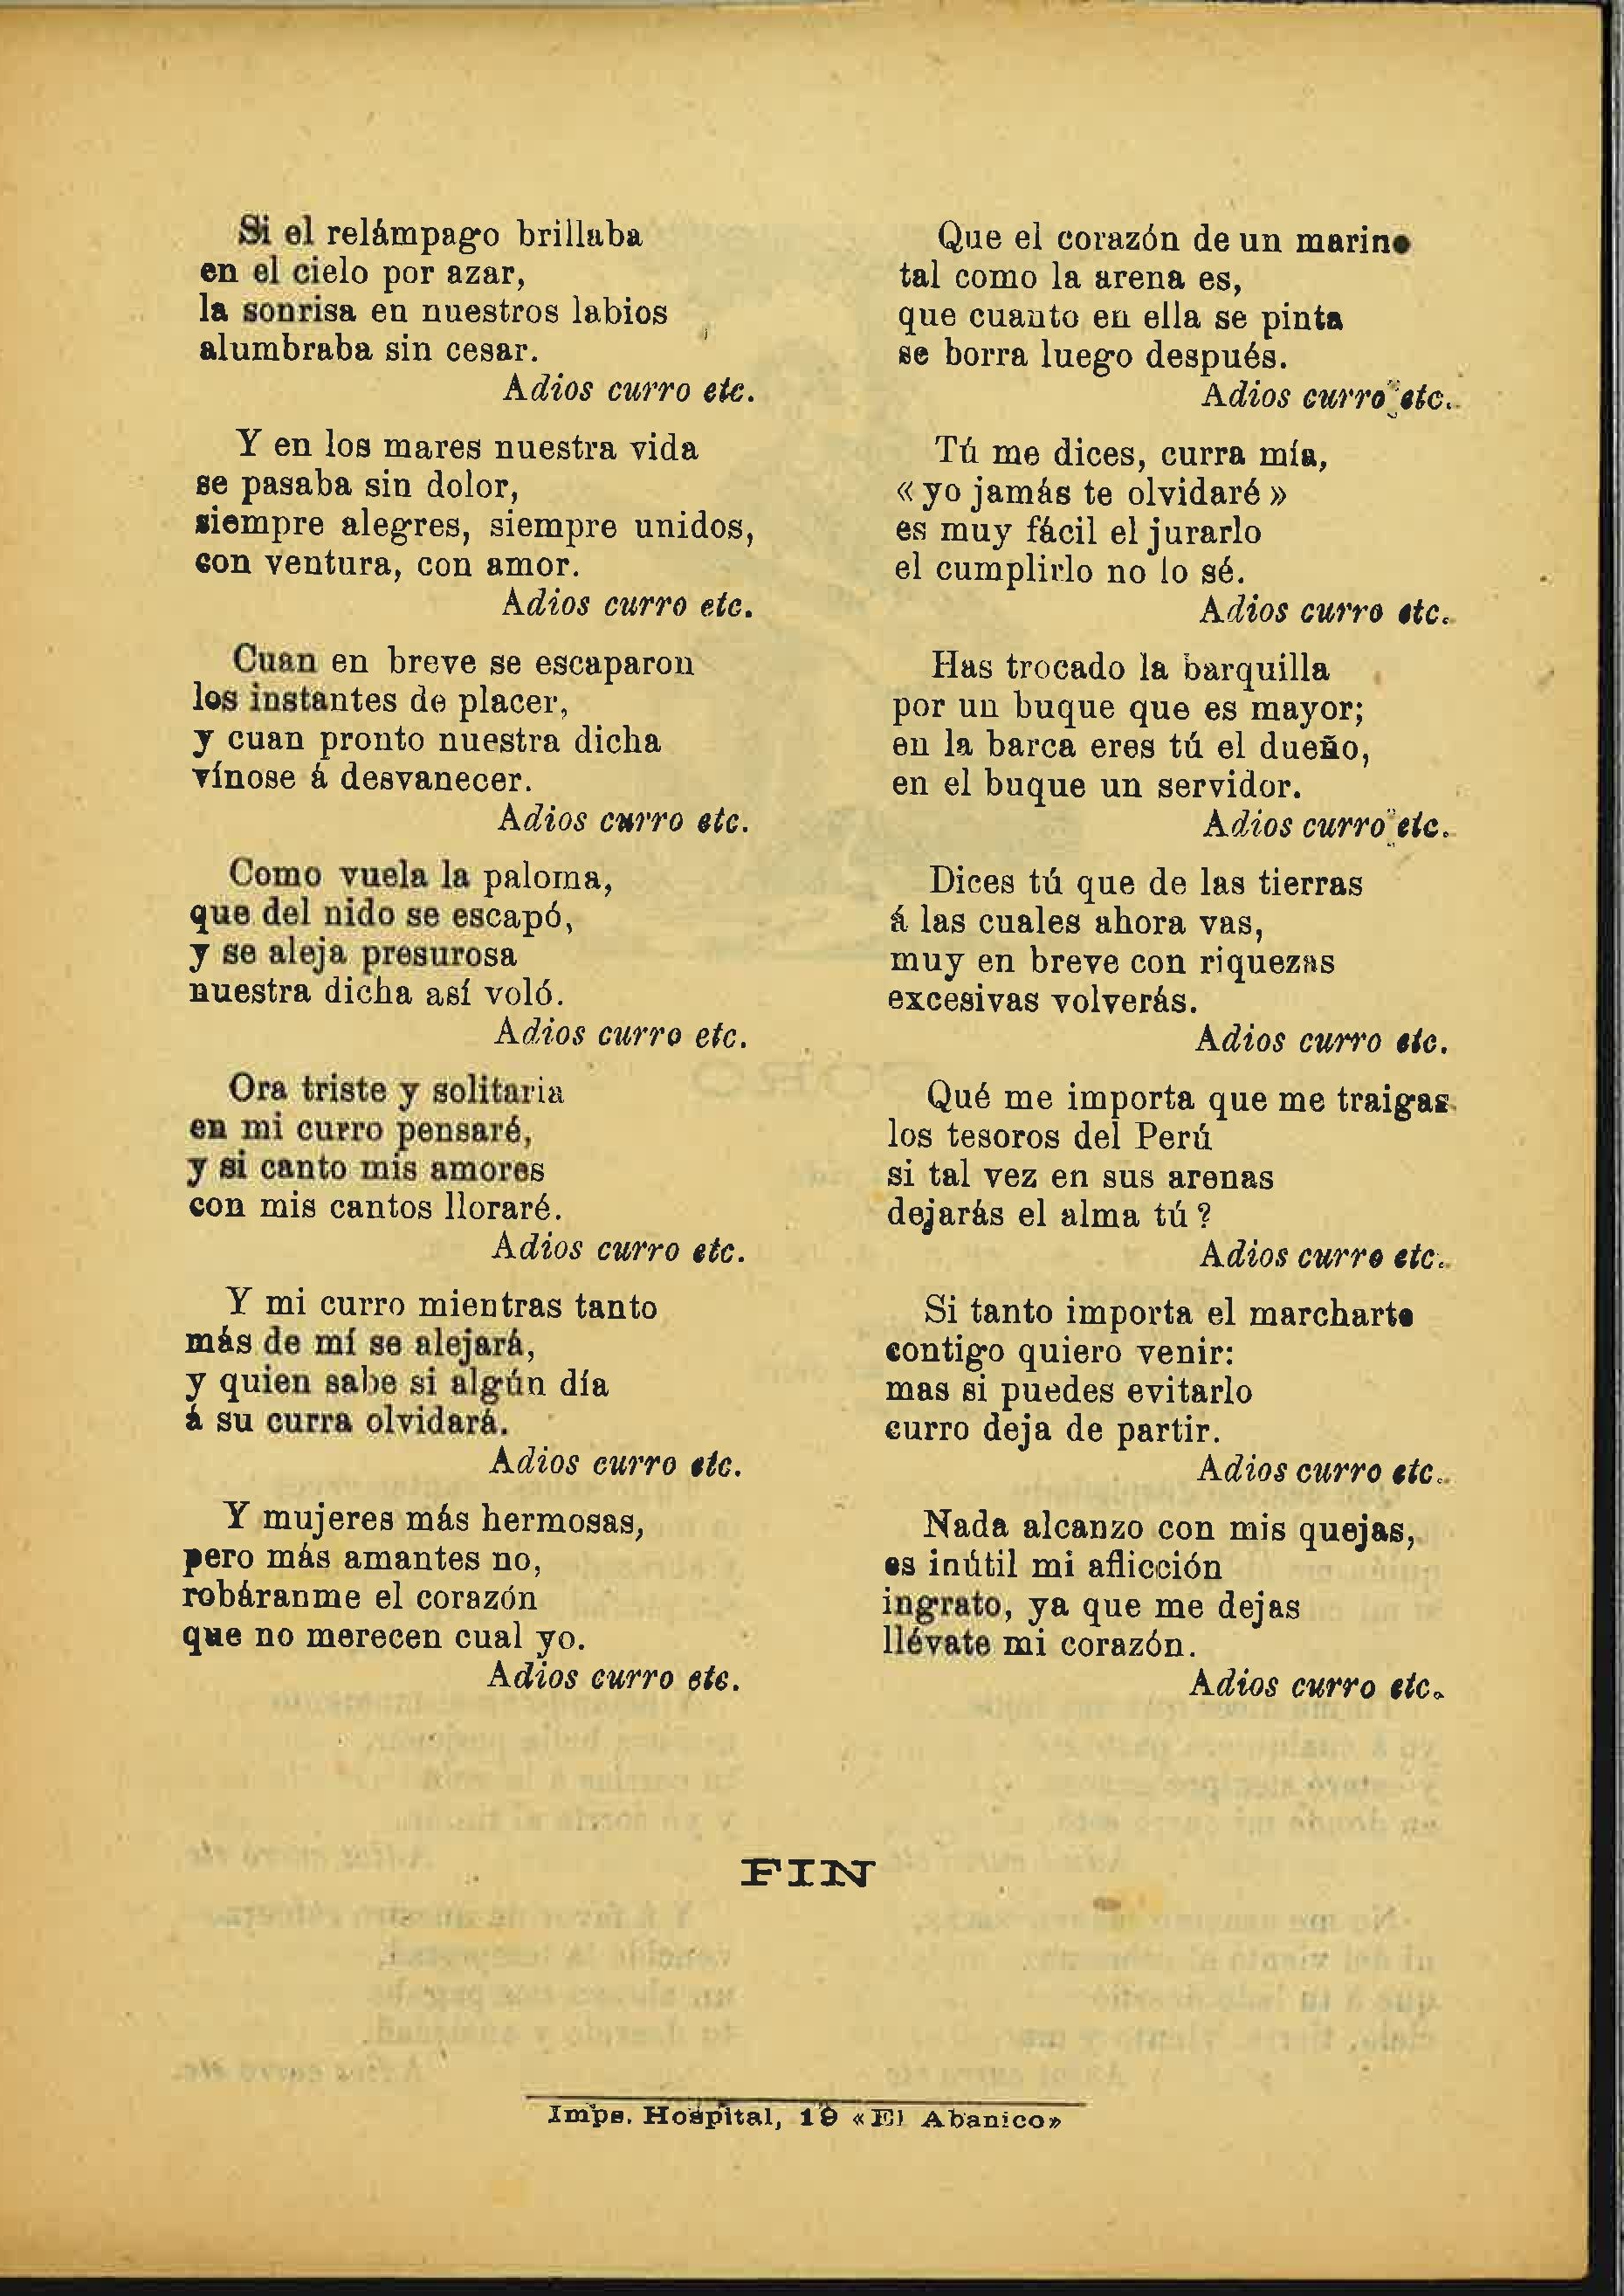 Si el relámpago brillaba
en el cielo por azar,
la sonrisa en nuestros labios
alumbraba sin cesar.
Adios curro etc.
Y en los mares nuestra vida
se pasaba sin dolor,
siempre alegres, siempre unidos,
con ventura, con amor.
Adios curro etc.
Cuan en breve se escaparon
los instantes de placer,
y cuan pronto nuestra dicha
vínose á desvanecer.
Adios curro etc.
Como vuela la paloma,
que del nido se escapó,
y se aleja presurosa
nuestra dicha así voló.
Adios curro etc.
Ora triste y solitaria
en mi curro pensaré,
y si canto mis amores
con mis cantos lloraré.
Adios curro etc.
Y mi curro mientras tanto
más de mí se alejará,
y quien sabe si algún día
á su curra olvidará.
Adios curro etc.
Y mujeres más hermosas,
pero más amantes no,
robáranme el corazón
que no merecen cual yo.
Adios curro etc.
Que el corazón de un marino
tal como la arena es,
que cuanto en ella se pinta
se borra luego después.
Adios curro etc.
Tú me dices, curra mía,
« yo jamás te olvidaré »
es muy fácil el jurarlo
el cumplirlo no lo sé.
Adios curro etc.
Has trocado la barquilla
por un buque que es mayor;
en la barca eres tú el dueño,
en el buque un servidor.
Adios curro etc.
Dices tú que de las tierras
á las cuales ahora vas,
muy en breve con riquezas
excesivas volverás.
Adios curro etc.
Qué me importa que me traigas
los tesoros del Perú
si tal vez en sus arenas
dejarás el alma tú ?
Adios curro etc.
Si tanto importa el marcharte
contigo quiero venir:
mas si puedes evitarlo
curro deja de partir.
Adios curro etc.
Nada alcanzo con mis quejas,
es inútil mi aflicción
ingrato, ya que me dejas
llévate mi corazón.
Adios curro etc.
FIN
Imps. Hospital, 19 «El Abanico»